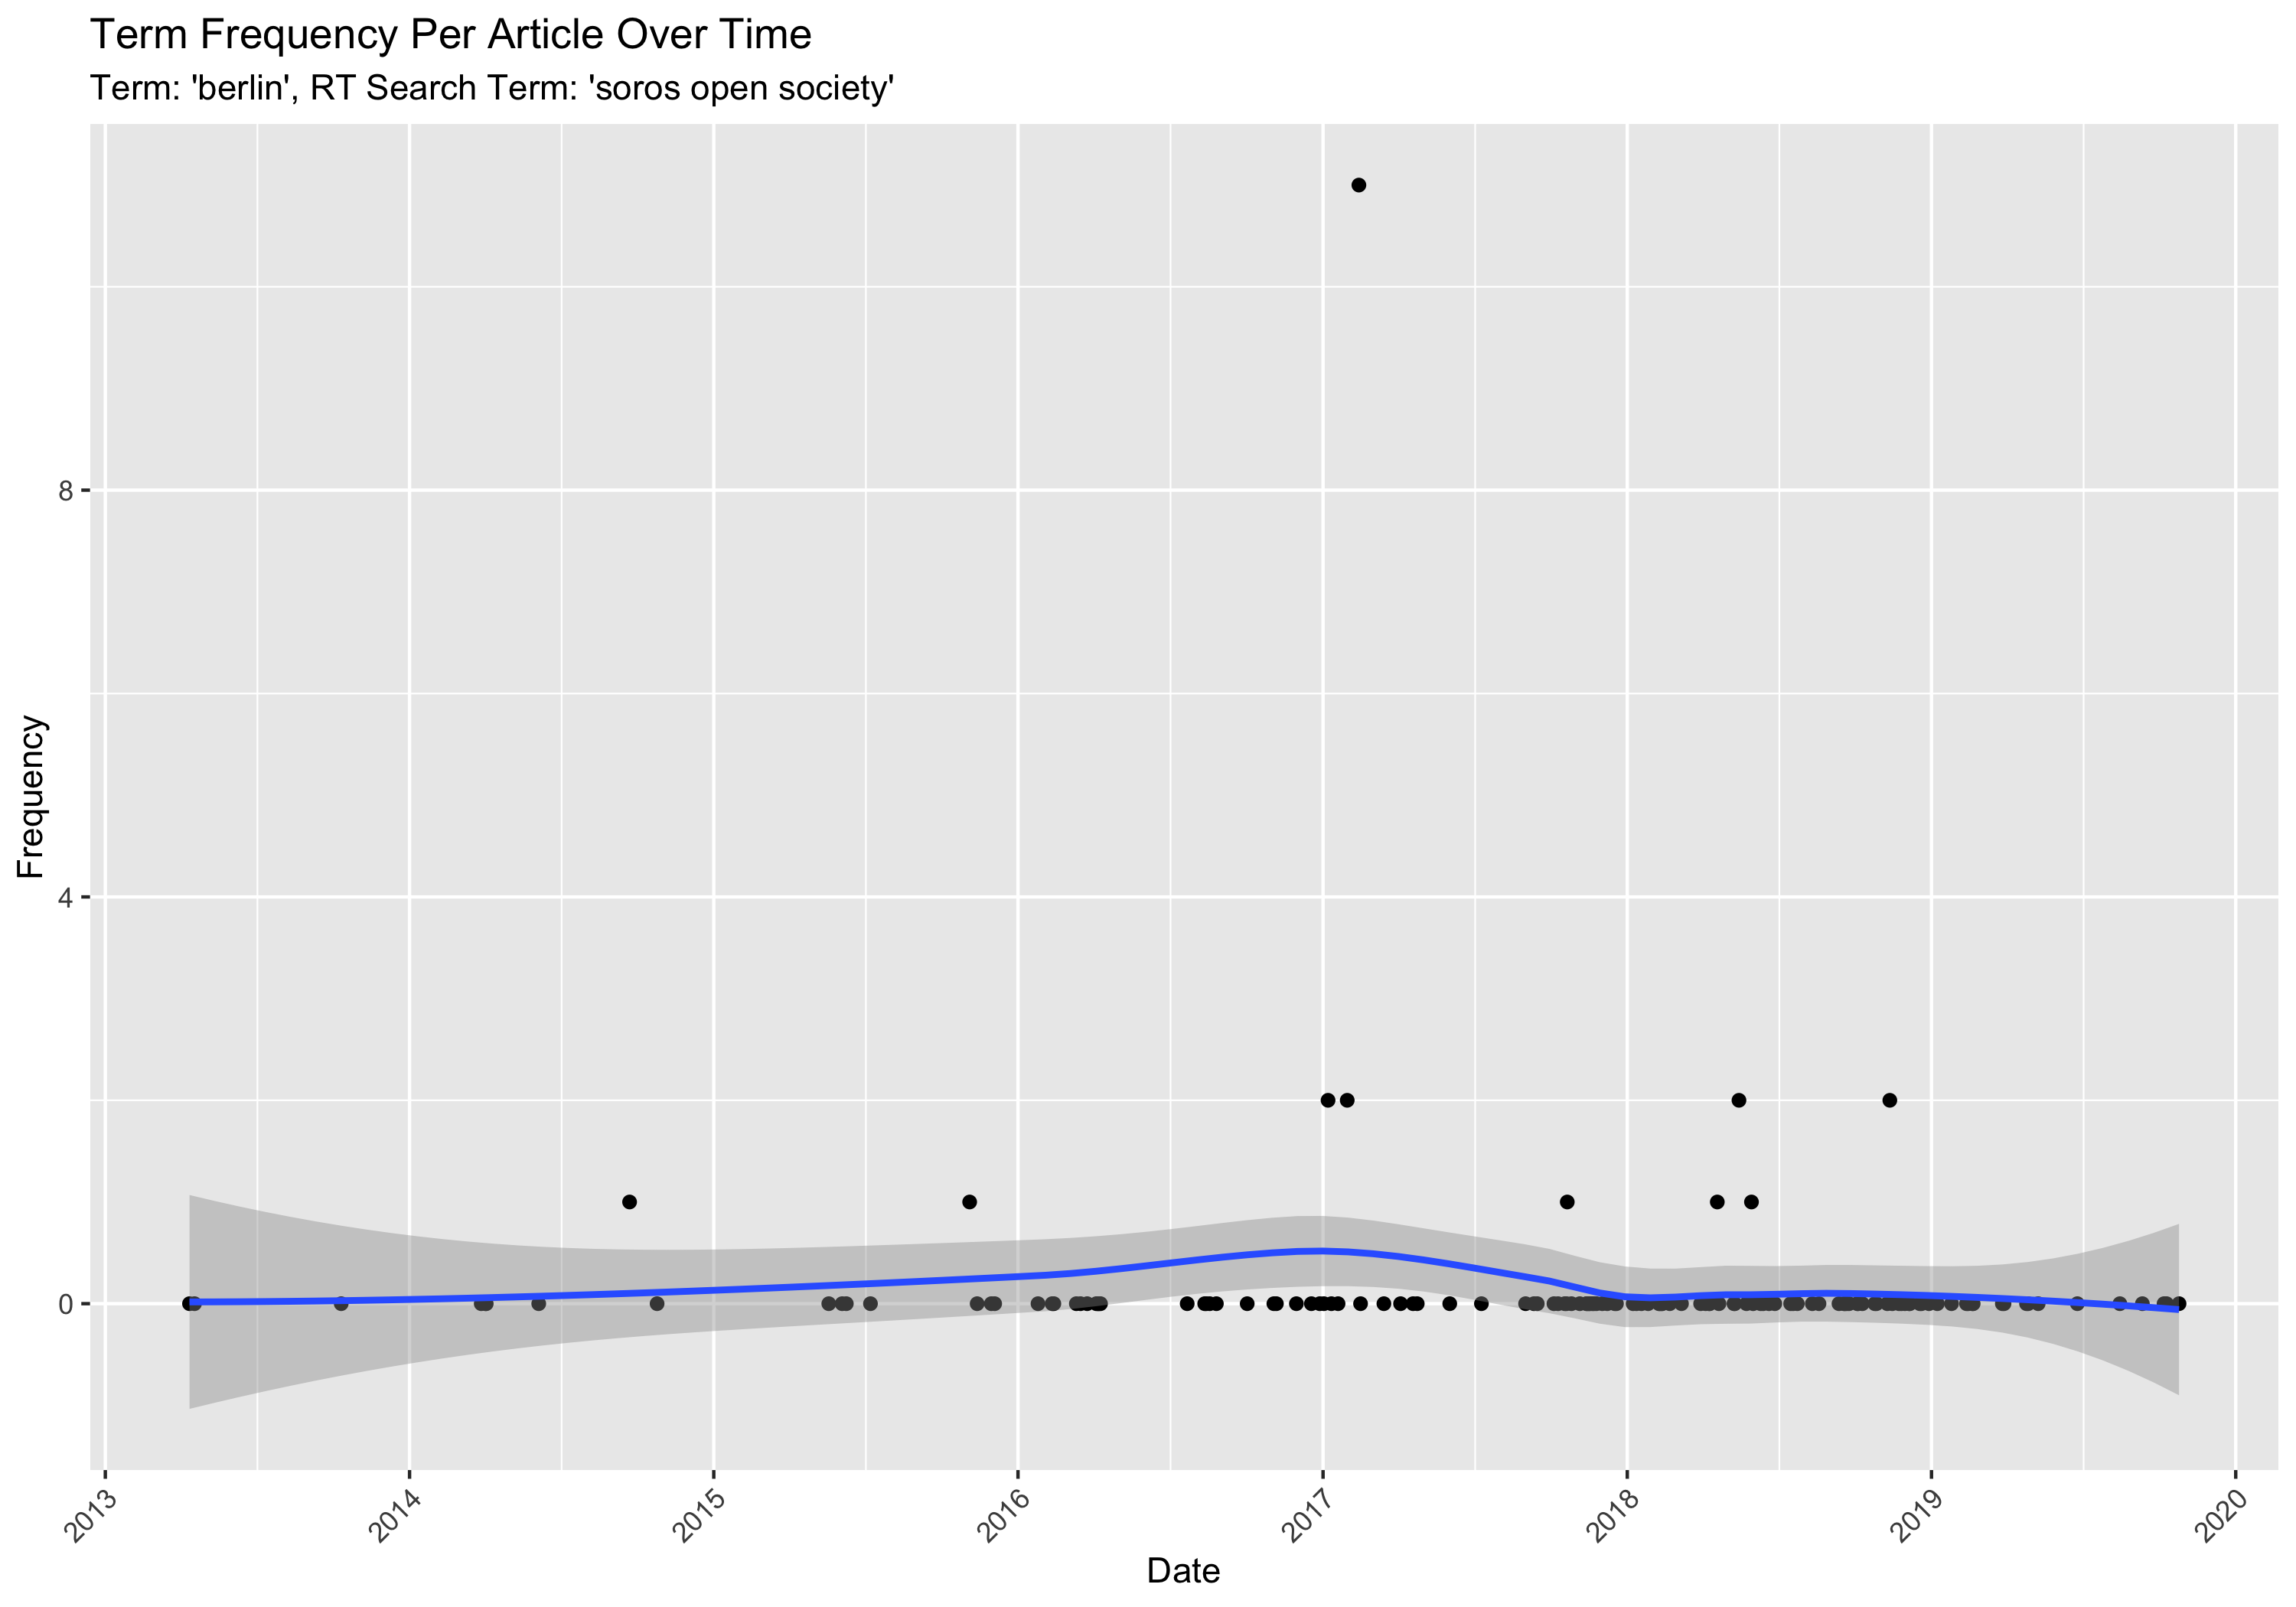 Term Frequency Per Article Over Time
Term: 'berlin', RT Search Term: 'soros open society'
Frequency
8
4
0
2013
2014
2015
2016
2017
2018
2019
2020
Date